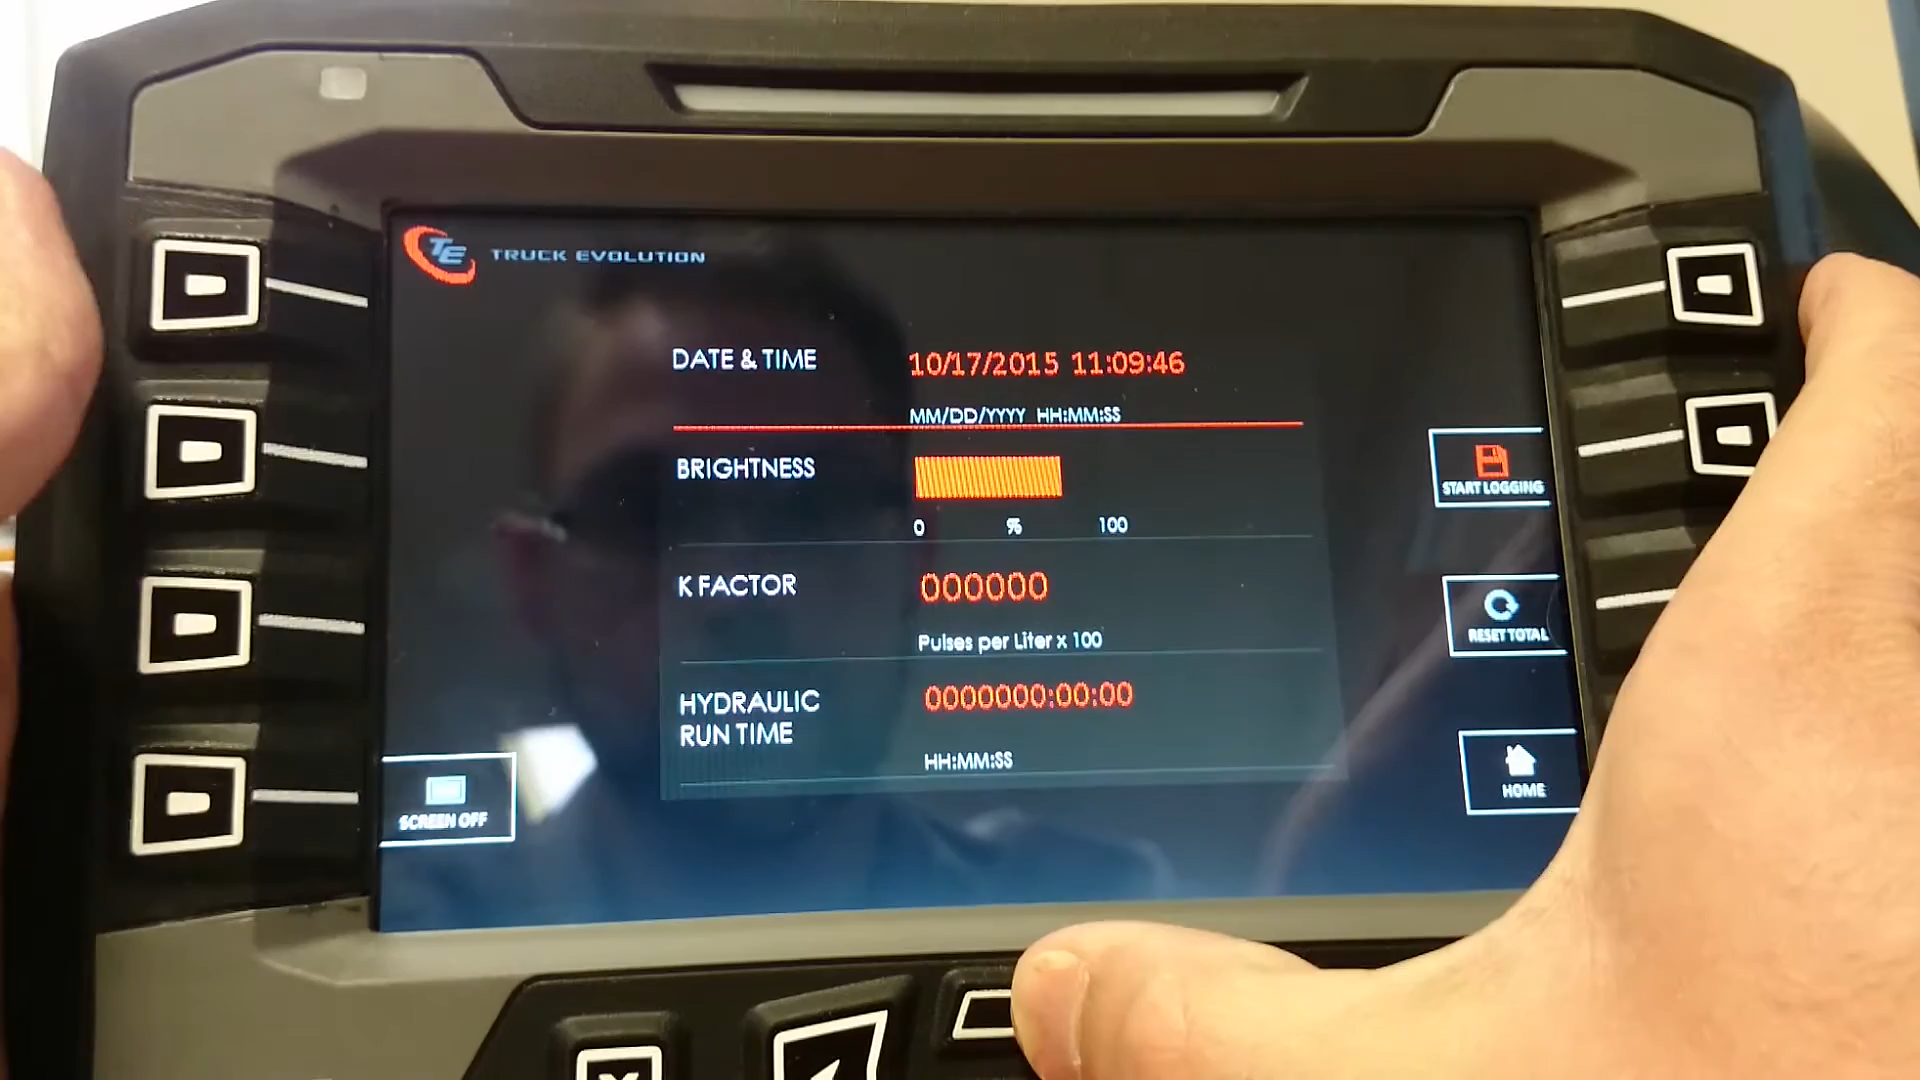 TE TRUCK EVOLUTION
DATE & TIME 10/17/2015 11:09:46
MM/DD/YYYY HH:MM:SS
BRIGHTNESS
0 % 100
START LOGGING
K FACTOR 000000
Pulses per Liter x 100
RESET TOTAL
HYDRAULIC
RUN TIME
0000000:00:00
HH:MM:SS
SCREEN OFF
HOME